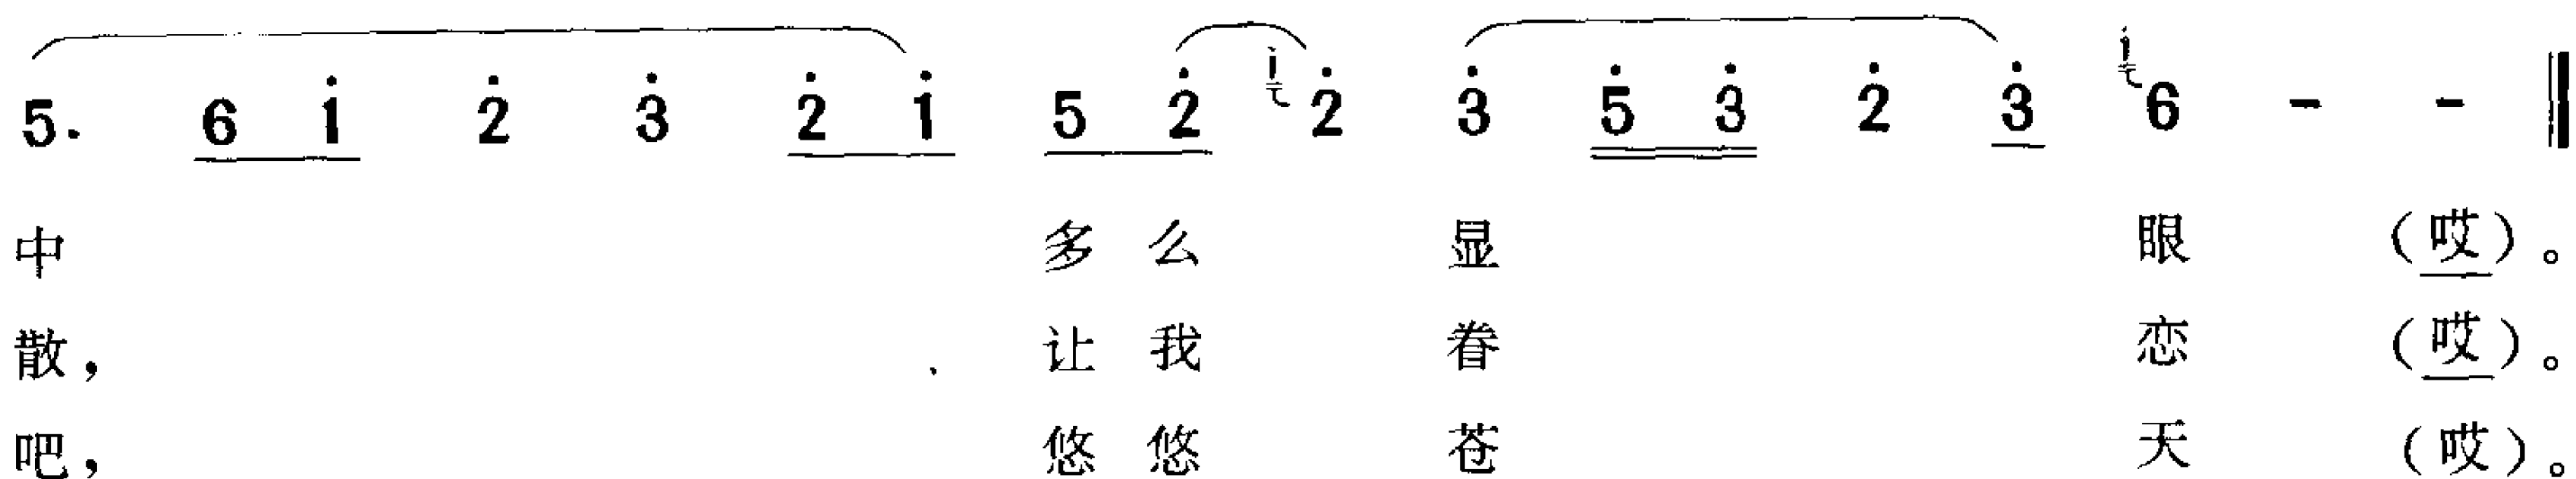 5. 6 i̇ 2̇ 3̇ 2̇ 1̇ 5 2̇ i̇ 2̇ 3̇ 5̇ 3̇ 2̇ 3̇ i̇ 6 - -
中 多么 显 眼 (哎)。
散, 让我 眷 恋 (哎)。
吧, 悠悠 苍 天 (哎)。